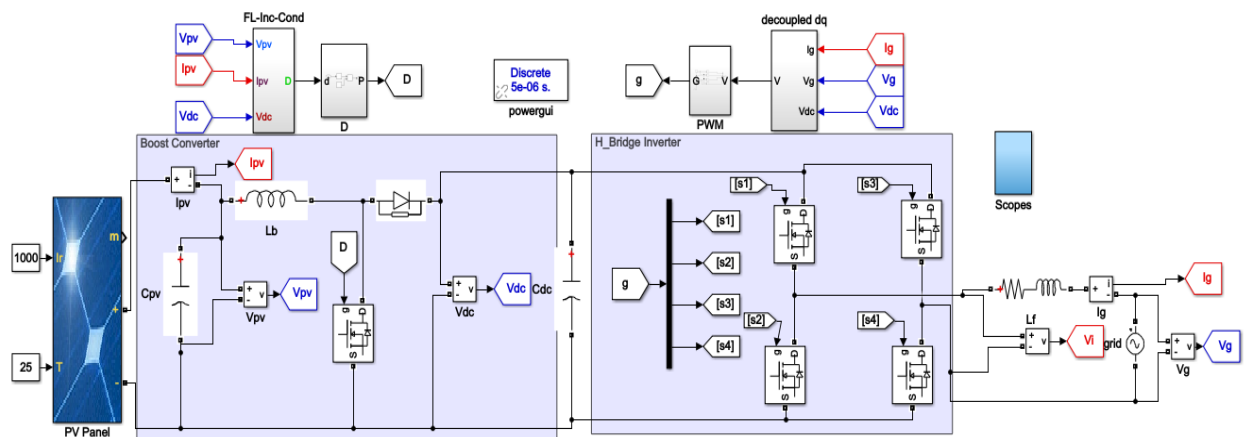 FL-Inc-Cond
decoupled dq
Vpv
Vpv
Ipv
Ipv
D
d
P
D
Vdc
Vdc
D
Discrete
5e-06 s.
powergui
g
G
V
PWM
V
Ig
Vg
Vdc
Ig
Vg
Vdc
Boost Converter
H_Bridge Inverter
Ipv
+
i
-
Ipv
Lb
[s1]
[s3]
g
D
S
g
D
S
[s1]
[s2]
[s3]
[s4]
g
Scopes
1000
Ir
m
+
25
T
-
PV Panel
Cpv
+
-
v
Vpv
Vpv
D
g
D
S
+
-
v
Vdc
Vdc
Cdc
[s2]
[s4]
g
D
S
g
D
S
Lf
+
i
-
Ig
Ig
+
-
v
Vi
grid
+
-
v
Vg
Vg